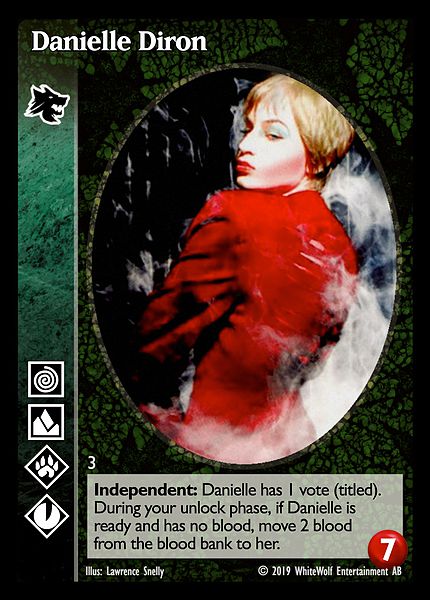 Danielle Diron
3
Independent: Danielle has 1 vote (titled).
During your unlock phase, if Danielle is
ready and has no blood, move 2 blood
from the blood bank to her.
7
Illus: Lawrence Snelly © 2019 WhiteWolf Entertainment AB